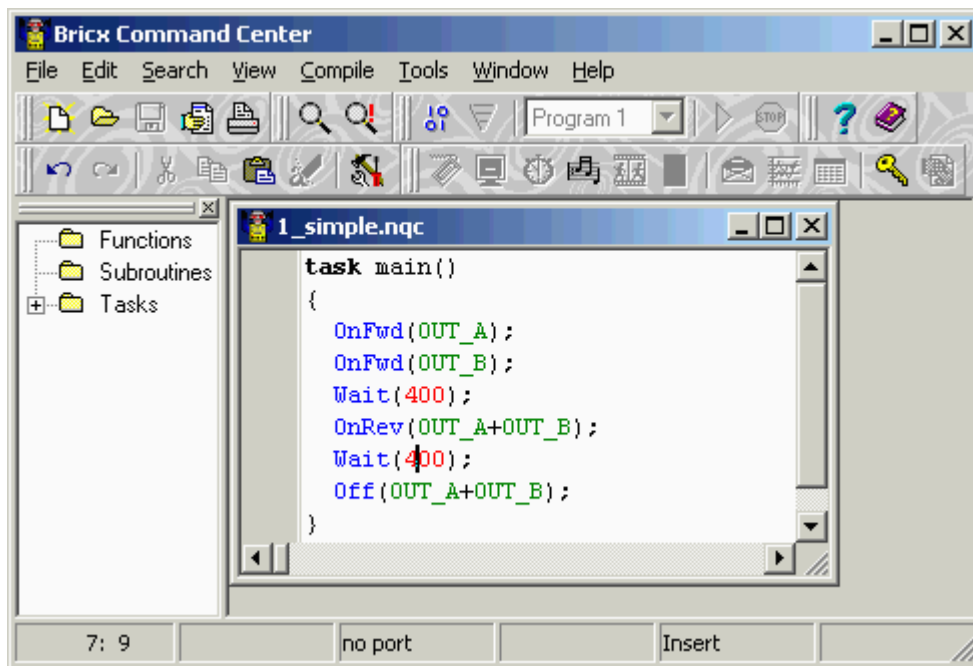 Bricx Command Center
File Edit Search View Compile Tools Window Help
Program 1
STOP
1_simple.nqc
Functions
Subroutines
Tasks
task main()
{
OnFwd(OUT_A);
OnFwd(OUT_B);
Wait(400);
OnRev(OUT_A+OUT_B);
Wait(400);
Off(OUT_A+OUT_B);
}
7: 9 no port Insert